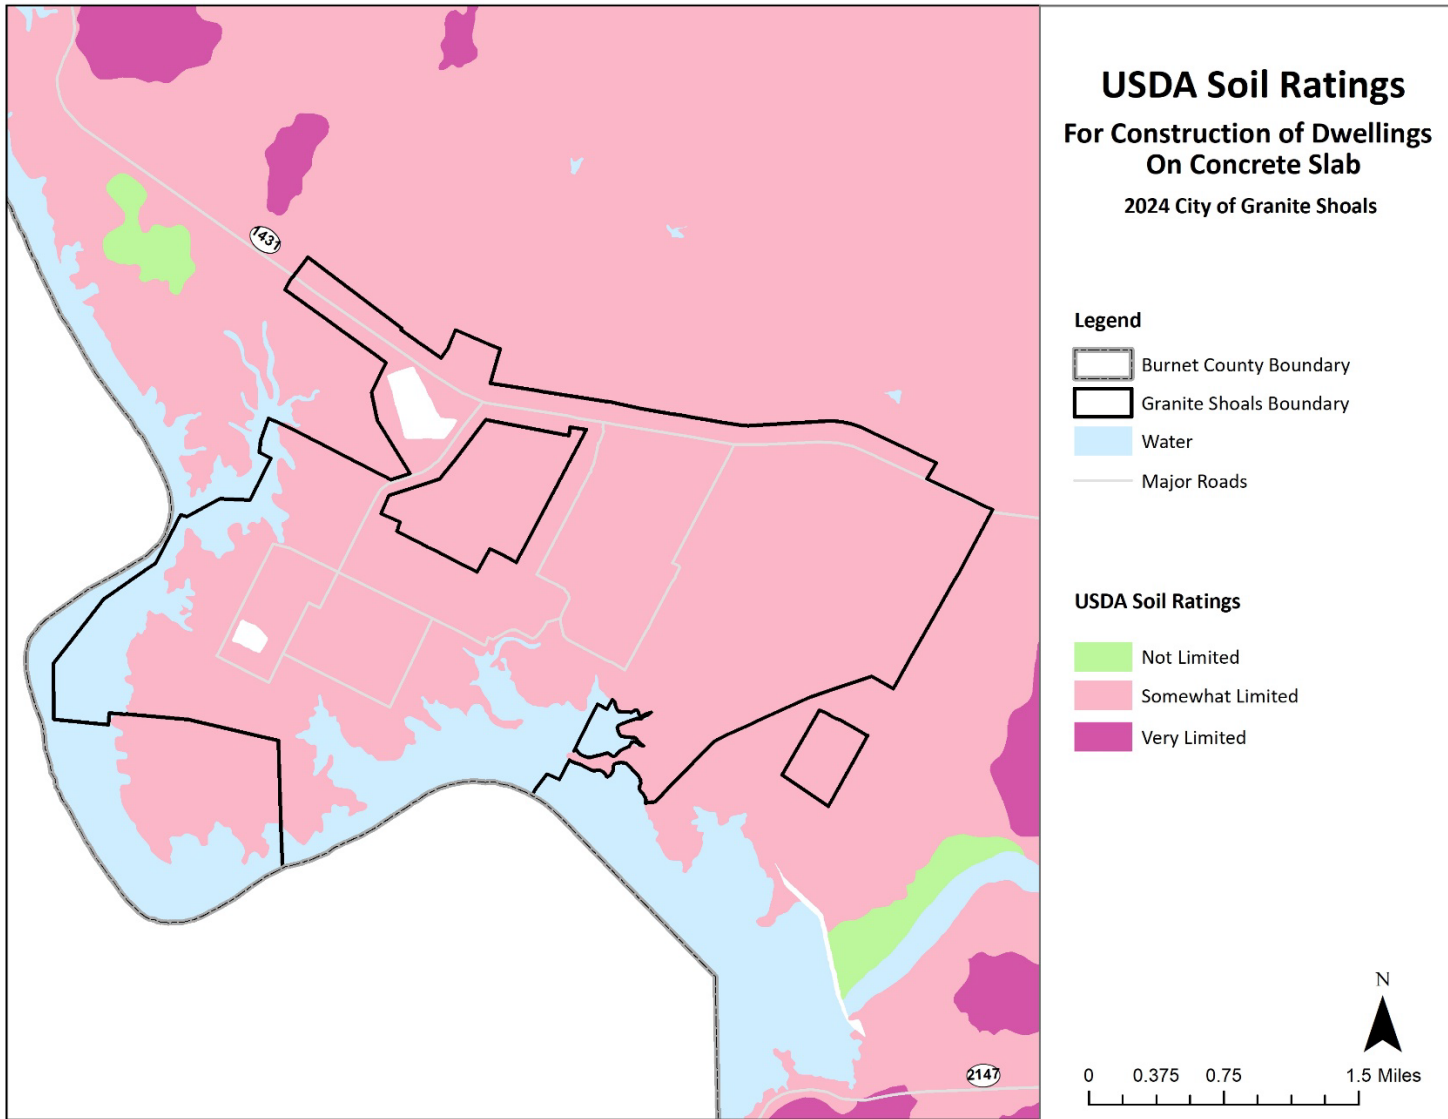 USDA Soil Ratings
For Construction of Dwellings
On Concrete Slab
2024 City of Granite Shoals
Legend
Burnet County Boundary
Granite Shoals Boundary
Water
Major Roads
USDA Soil Ratings
Not Limited
Somewhat Limited
Very Limited
N
0 0.375 0.75 1.5 Miles
1431
2147